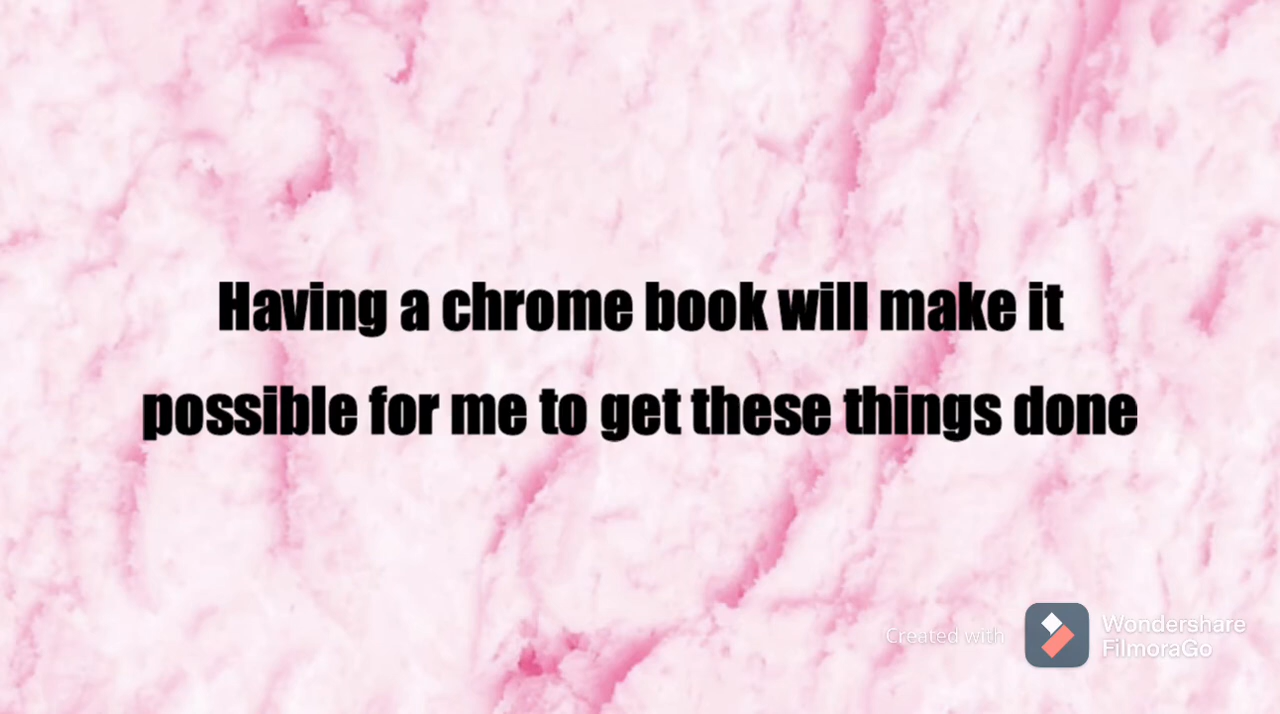 Having a chrome book will make it
possible for me to get these things done
Created with
Wondershare
FilmoraGo